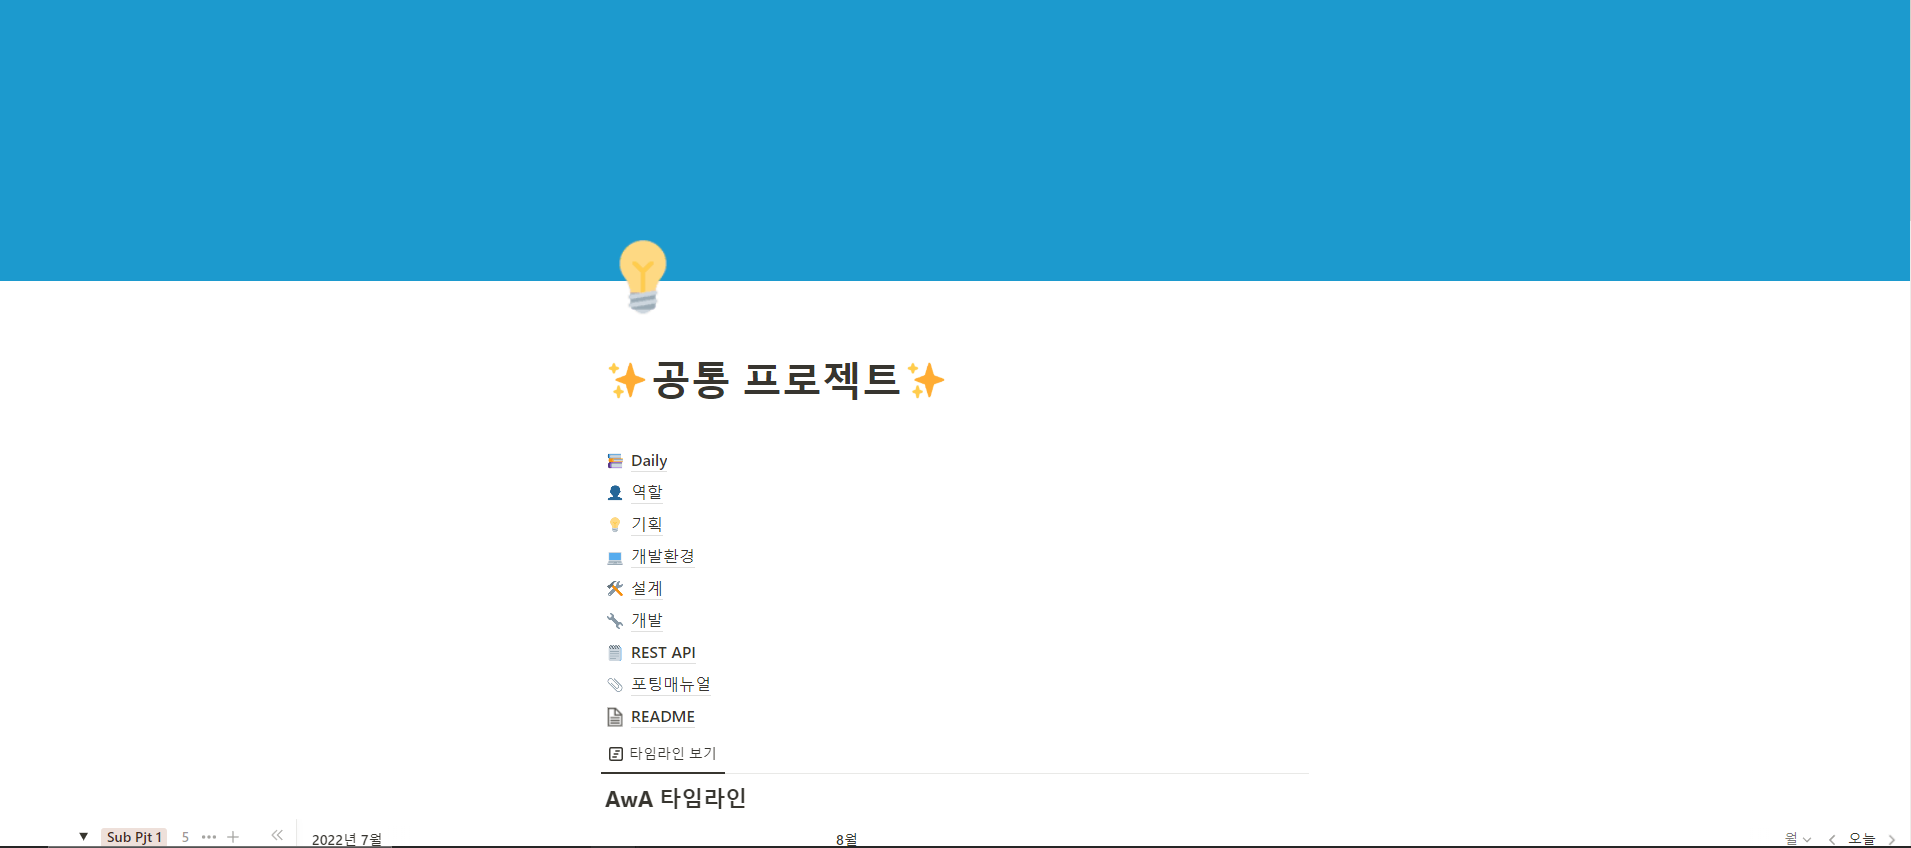 ✨공통 프로젝트✨
Daily
역할
기획
개발환경
설계
개발
REST API
포팅매뉴얼
README
타임라인 보기
AwA 타임라인
Sub Pjt 1 5 ••• +
2022년 7월 8월 월 오늘